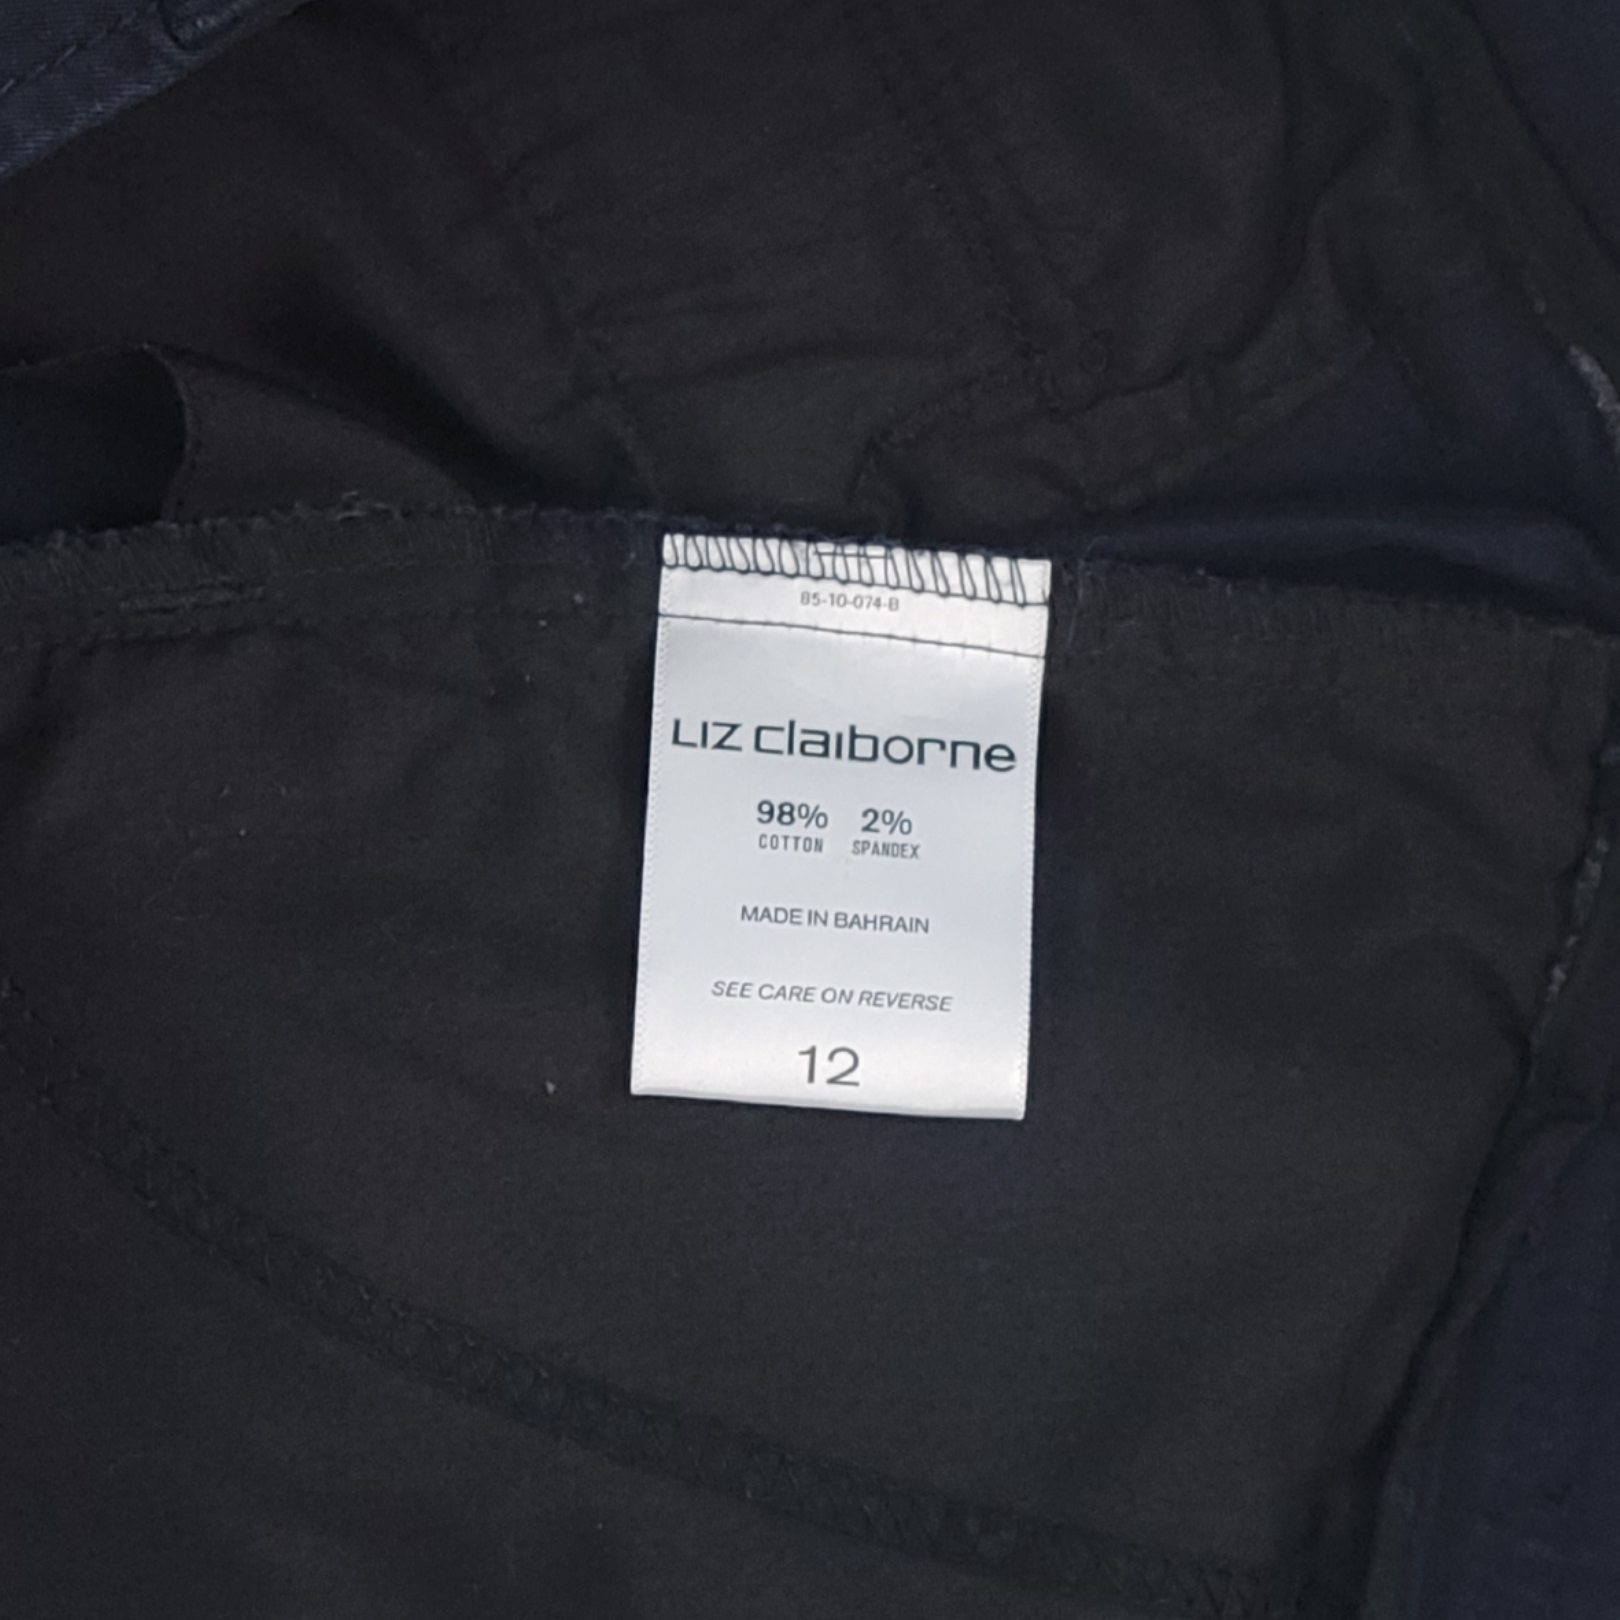 85-10-074-B
Liz claiborne
98% 2%
COTTON SPANDEX
MADE IN BAHRAIN
SEE CARE ON REVERSE
12